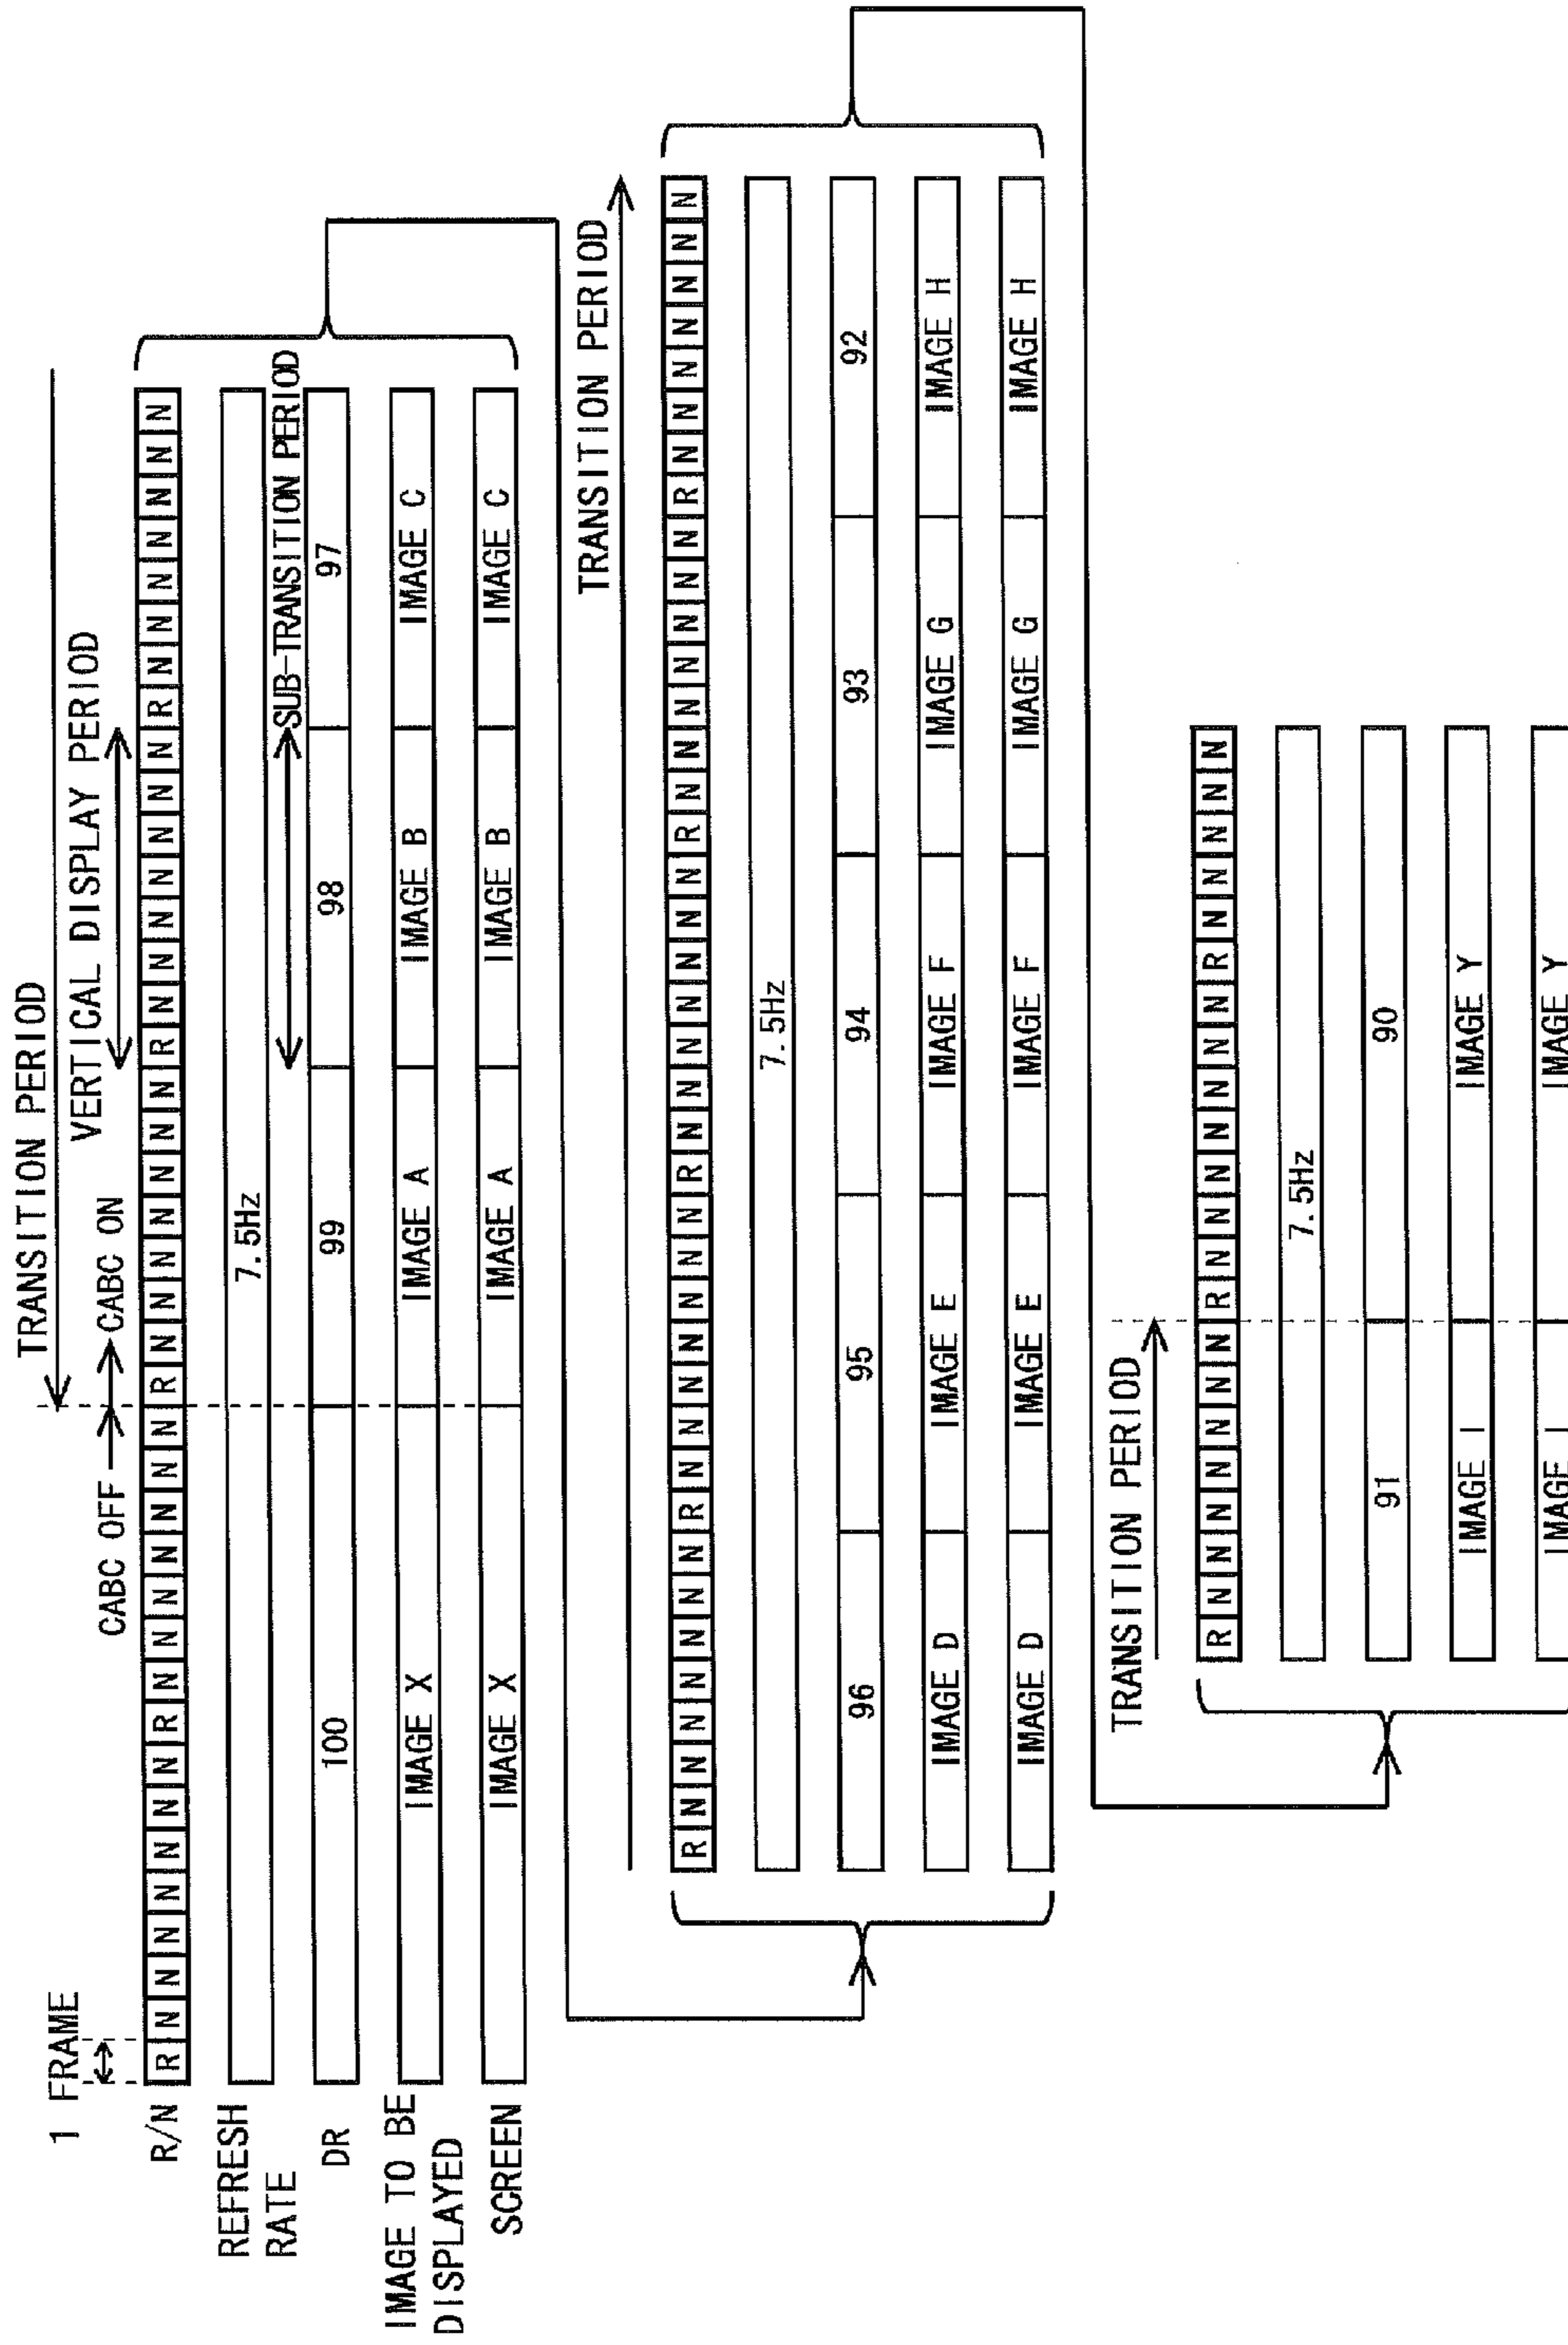 TRANSITION PERIOD
1 FRAME
CABC OFF
CABC ON
VERTICAL DISPLAY PERIOD
R/N R N N N N N N N R N N N N N N N R N N N N N N N R N N N N N N N R N N N N N N N
REFRESH RATE
7.5Hz
SUB-TRANSITION PERIOD
DR 100 99 98 97
IMAGE TO BE DISPLAYED
IMAGE X IMAGE A IMAGE B IMAGE C
SCREEN IMAGE X IMAGE A IMAGE B IMAGE C
TRANSITION PERIOD
R N N N N N N N R N N N N N N N R N N N N N N N R N N N N N N N R N N N N N N N
7.5Hz
96 95 94 93 92
IMAGE D IMAGE E IMAGE F IMAGE G IMAGE H
IMAGE D IMAGE E IMAGE F IMAGE G IMAGE H
TRANSITION PERIOD
R N N N N N N N R N N N N N N N R N N N N N
7.5Hz
91 90
IMAGE I IMAGE Y
IMAGE I IMAGE Y